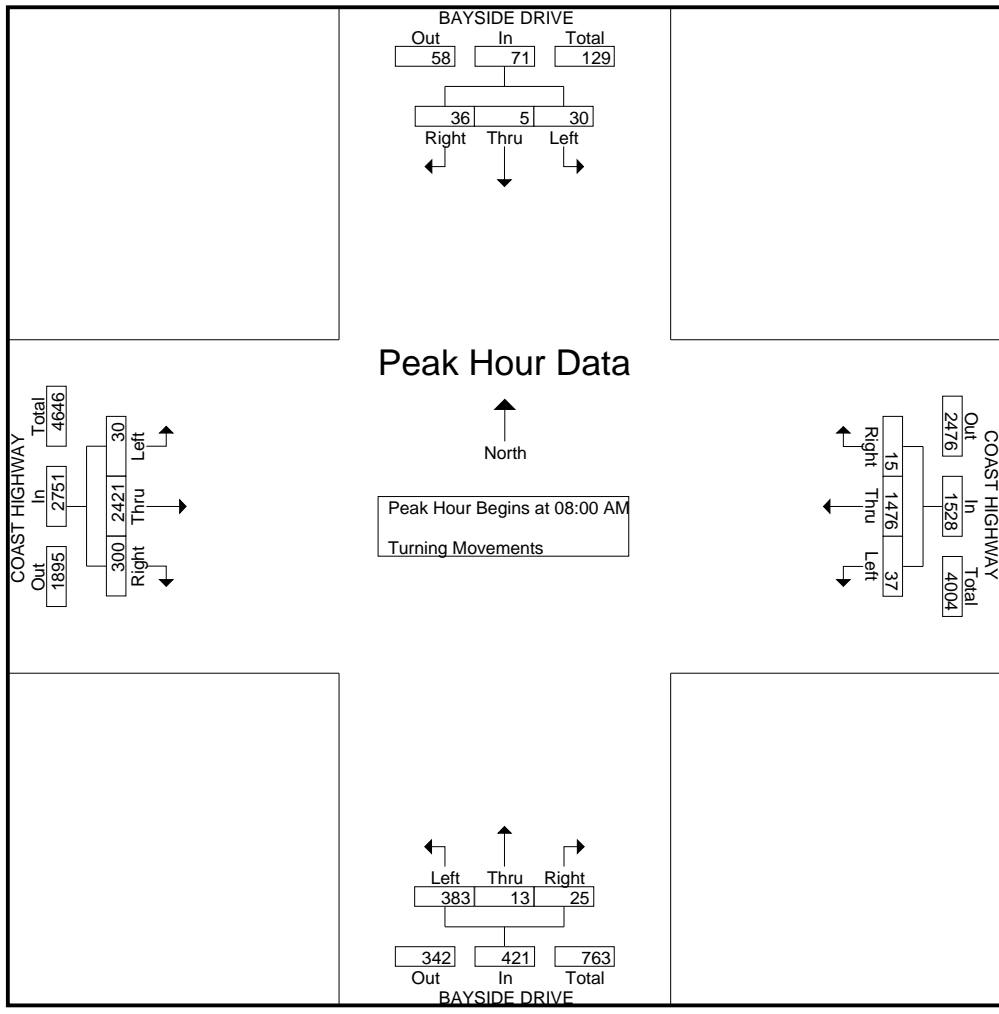 BAYSIDE DRIVE
Out In Total
58 71 129
36 5 30
Right Thru Left
Peak Hour Data
North
Peak Hour Begins at 08:00 AM
Turning Movements
COAST HIGHWAY
Total In Out
4646 2751 1895
30 2421 300
Left Thru Right
COAST HIGHWAY
Out In Total
2476 1528 4004
15 1476 37
Right Thru Left
Left Thru Right
383 13 25
342 421 763
Out In Total
BAYSIDE DRIVE